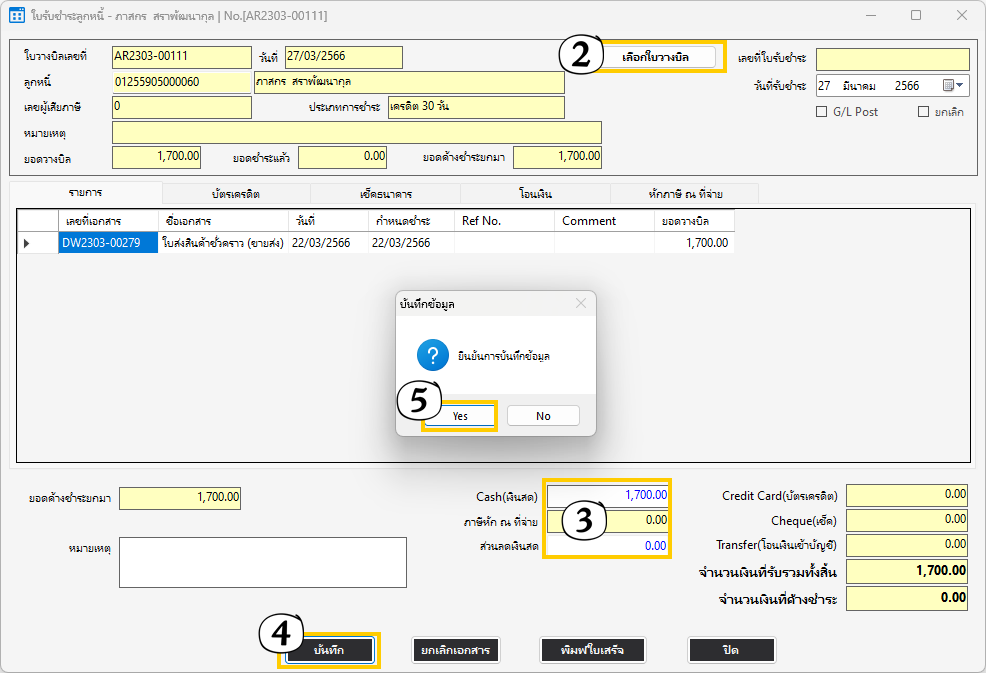 ใบรับชำระลูกหนี้ - ภาสกร สราพัฒนากุล | No.[AR2303-00111]
ใบวางบิลเลขที่ AR2303-00111 วันที่ 27/03/2566 2 เลือกใบวางบิล เลขที่ใบรับชำระ
ลูกหนี้ 01255905000060 ภาสกร สราพัฒนากุล วันที่รับชำระ 27 มีนาคม 2566
เลขผู้เสียภาษี 0 ประเภทการชำระ เครดิต 30 วัน G/L Post ยกเลิก
หมายเหตุ
ยอดวางบิล 1,700.00 ยอดชำระแล้ว 0.00 ยอดค้างชำระยกมา 1,700.00
รายการ บัตรเครดิต เช็คธนาคาร โอนเงิน หักภาษี ณ ที่จ่าย
เลขที่เอกสาร ชื่อเอกสาร วันที่ กำหนดชำระ Ref No. Comment ยอดวางบิล
DW2303-00279 ใบส่งสินค้าชั่วคราว (ขายส่ง) 22/03/2566 22/03/2566 1,700.00
บันทึกข้อมูล
? ยืนยันการบันทึกข้อมูล
5 Yes No
ยอดค้างชำระยกมา 1,700.00 Cash(เงินสด) 1,700.00 Credit Card(บัตรเครดิต) 0.00
ภาษีหัก ณ ที่จ่าย 3 0.00 Cheque(เช็ค) 0.00
หมายเหตุ ส่วนลดเงินสด 0.00 Transfer(โอนเงินเข้าบัญชี) 0.00
จำนวนเงินที่รับรวมทั้งสิ้น 1,700.00
จำนวนเงินที่ค้างชำระ 0.00
4 บันทึก ยกเลิกเอกสาร พิมพ์ใบเสร็จ ปิด